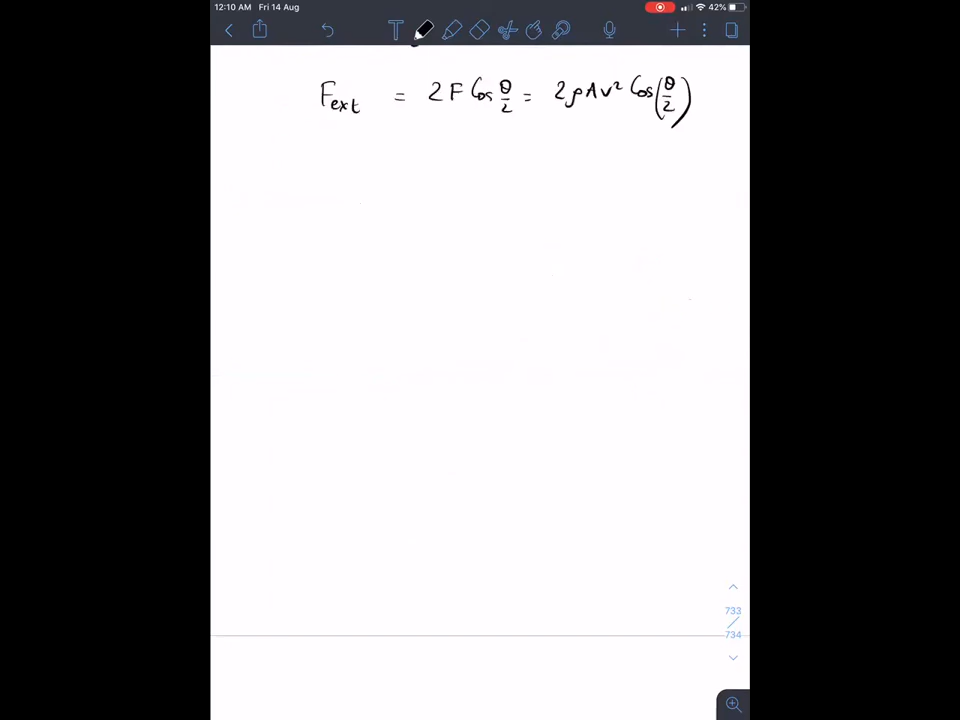 12:10 AM Fri 14 Aug 42%
T
F_ext = 2F Cos θ/2 = 2ρAv² Cos(θ/2)
733
734